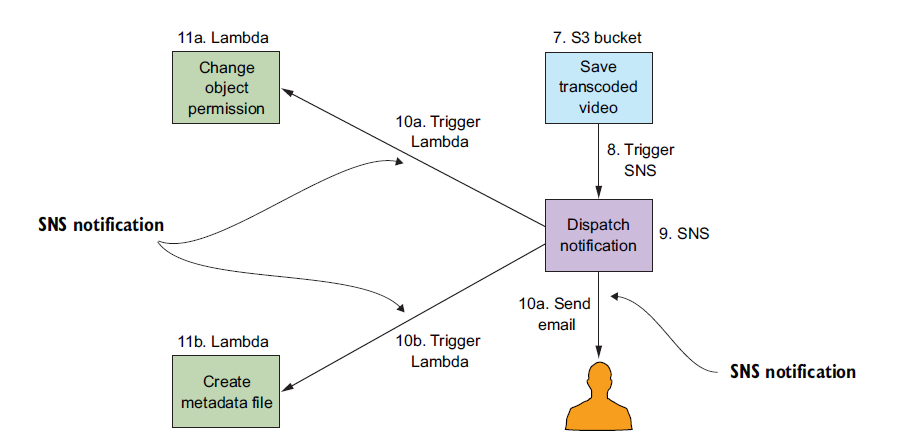 11a. Lambda
Change
object
permission
7. S3 bucket
Save
transcoded
video
10a. Trigger
Lambda
8. Trigger
SNS
SNS notification
Dispatch
notification
9. SNS
10a. Send
email
10b. Trigger
Lambda
11b. Lambda
Create
metadata file
SNS notification